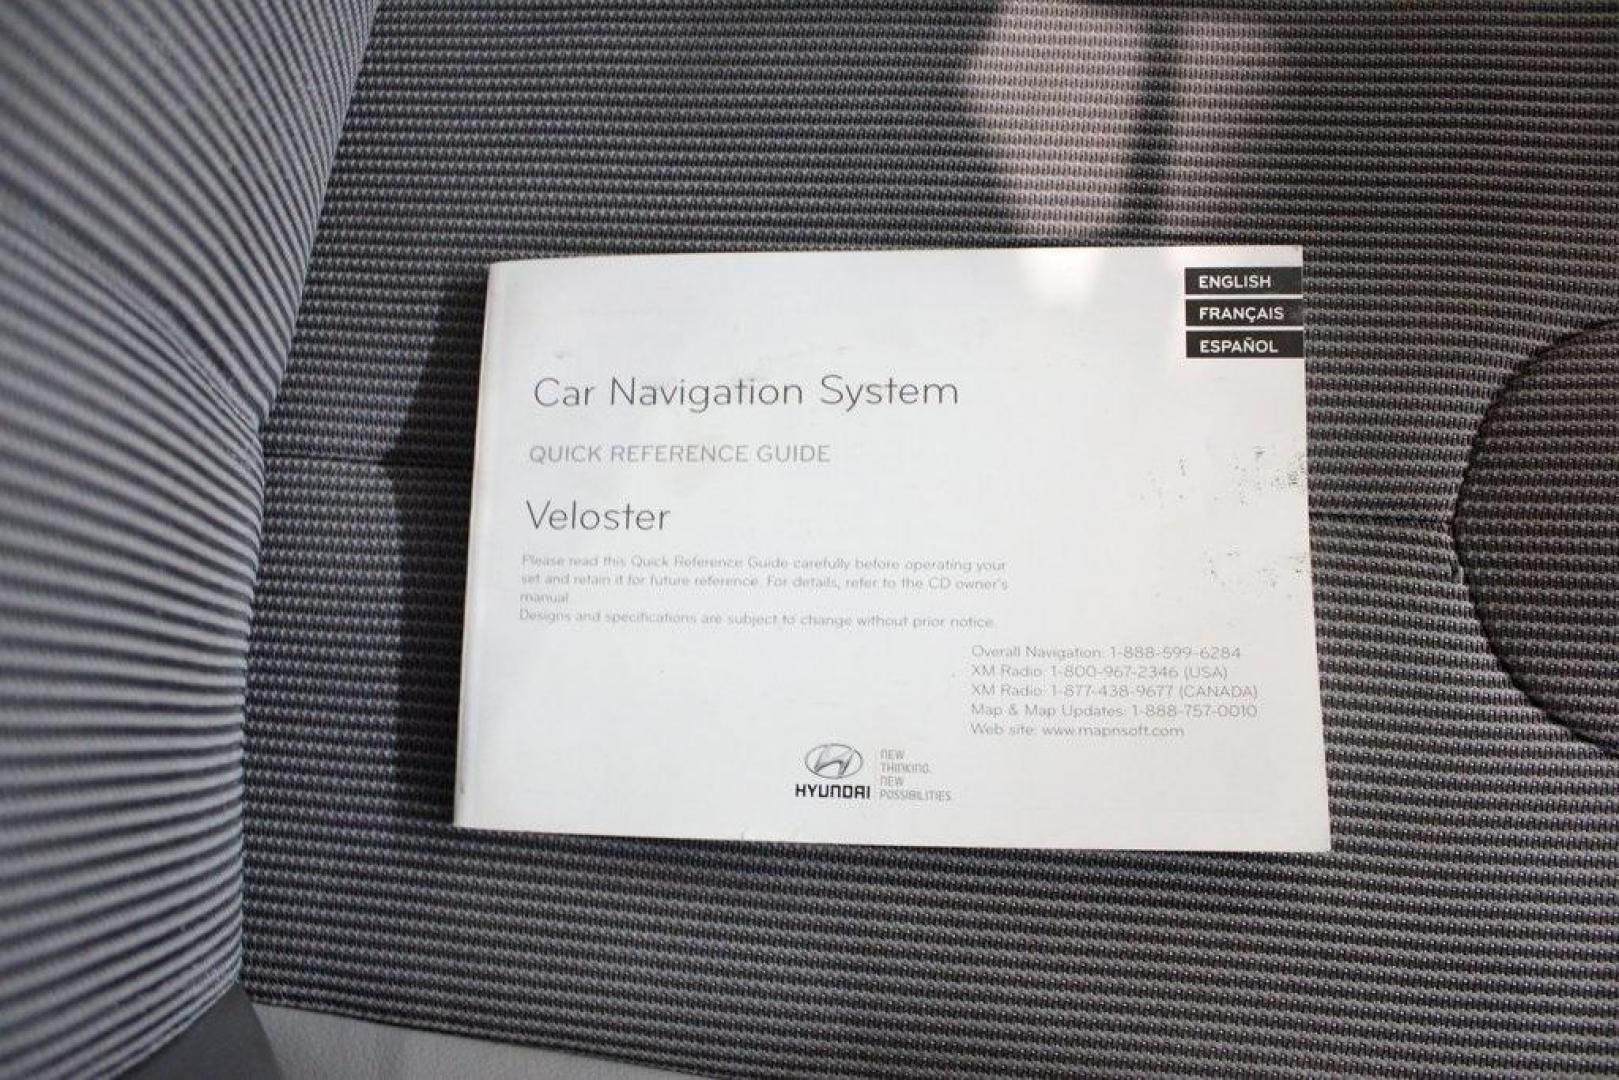 ENGLISH
FRANÇAIS
ESPAÑOL
Car Navigation System
QUICK REFERENCE GUIDE
Veloster
Please read this Quick Reference Guide carefully before operating your
set and retain it for future reference. For details, refer to the CD owner's
manual
Designs and specifications are subject to change without prior notice.
Overall Navigation: 1-888-599-6284
XM Radio: 1-800-967-2346 (USA)
XM Radio: 1-877-438-9677 (CANADA)
Map & Map Updates: 1-888-757-0010
Web site: www.mapnsoft.com
HYUNDAI
NEW
THINKING.
NEW
POSSIBILITIES.